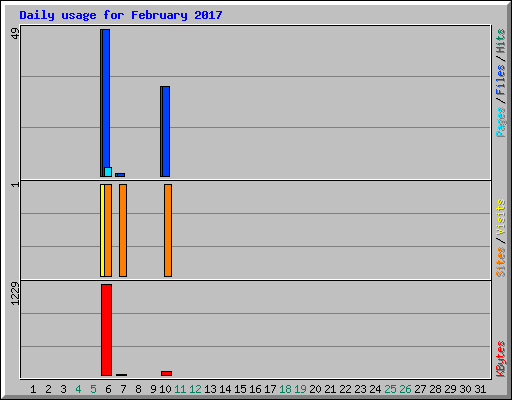 Daily usage for February 2017
49
Pages / Files / Hits
1
Sites / Visits
1229
KBytes
1 2 3 4 5 6 7 8 9 10 11 12 13 14 15 16 17 18 19 20 21 22 23 24 25 26 27 28 29 30 31